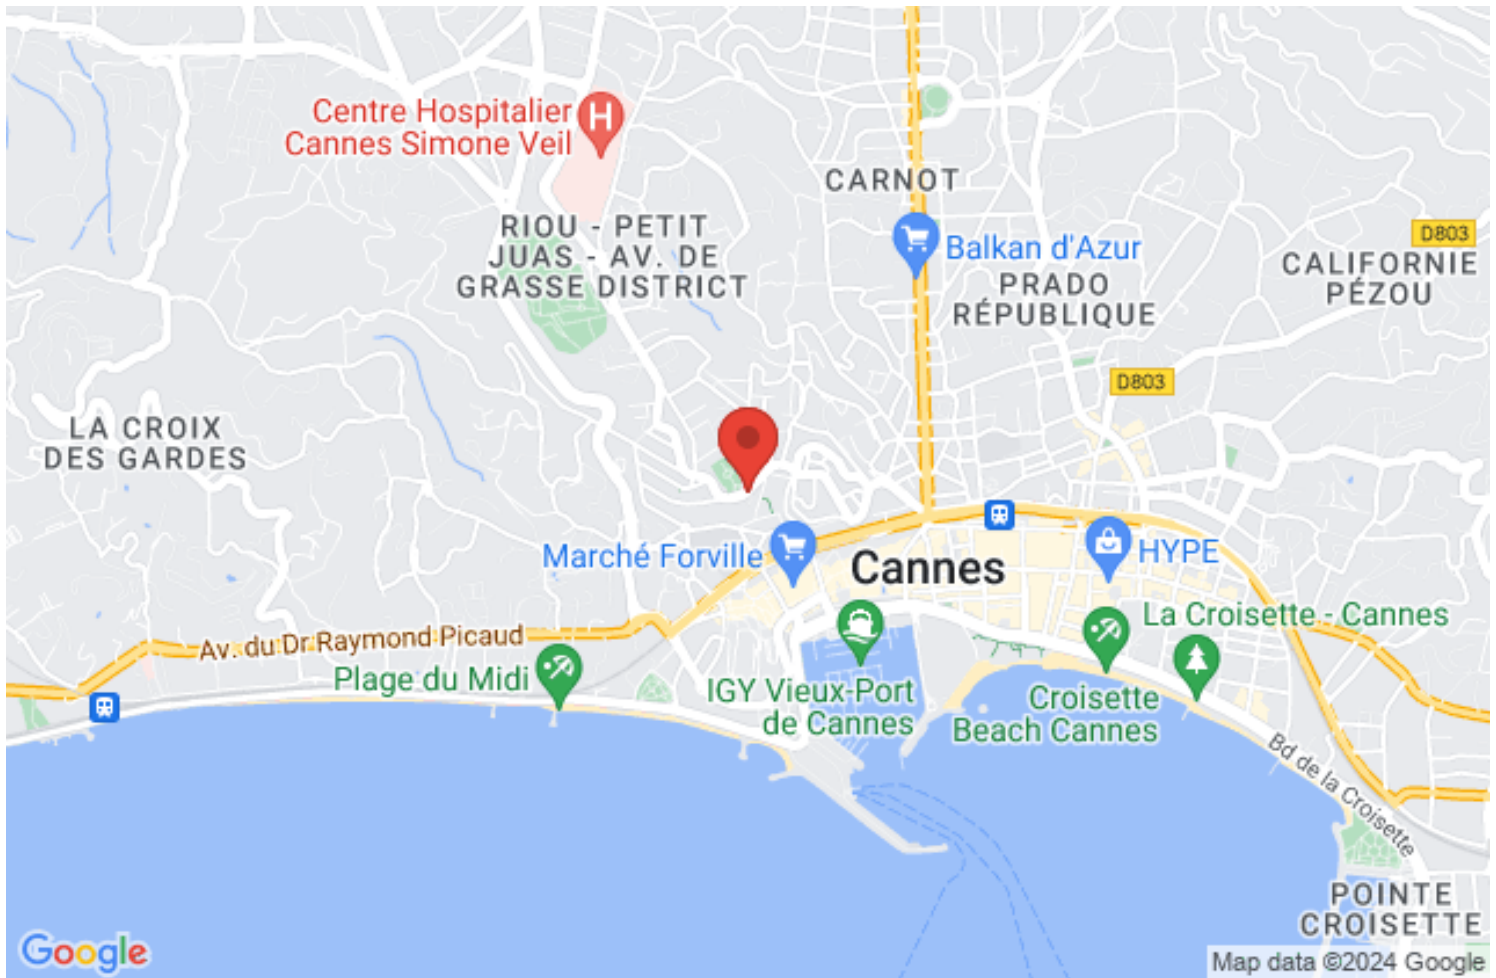 Centre Hospitalier
Cannes Simone Veil
H
CARNOT
RIOU - PETIT
JUAS - AV. DE
GRASSE DISTRICT
Balkan d'Azur
D803
CALIFORNIE
PÉZOU
PRADO
RÉPUBLIQUE
D803
LA CROIX
DES GARDES
Marché Forville
Cannes
HYPE
La Croisette - Cannes
Av. du Dr Raymond Picaud
Plage du Midi
IGY Vieux-Port
de Cannes
Croisette
Beach Cannes
Bd de la Croisette
POINTE
CROISETTE
Google
Map data ©2024 Google